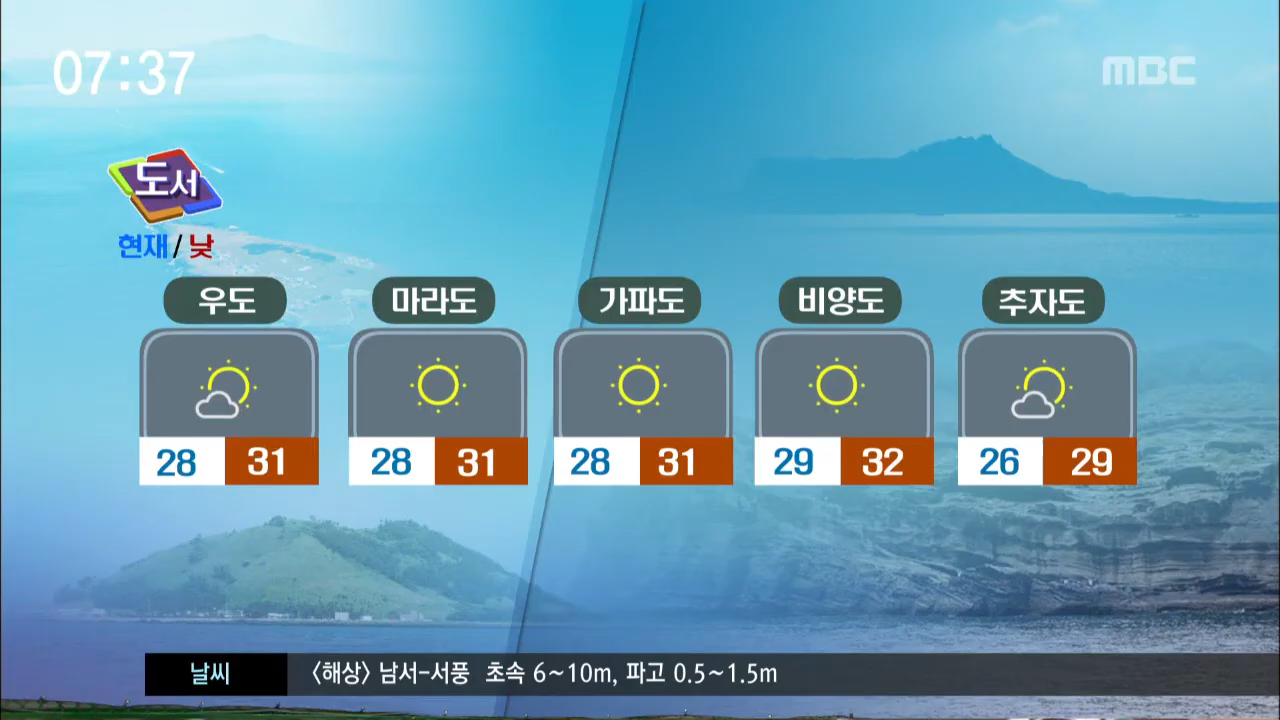 07:37
MBC
도서
현재/낮
우도 마라도 가파도 비양도 추자도
28 31 28 31 28 31 29 32 26 29
날씨 〈해상〉 남서-서풍 초속 6~10m, 파고 0.5~1.5m